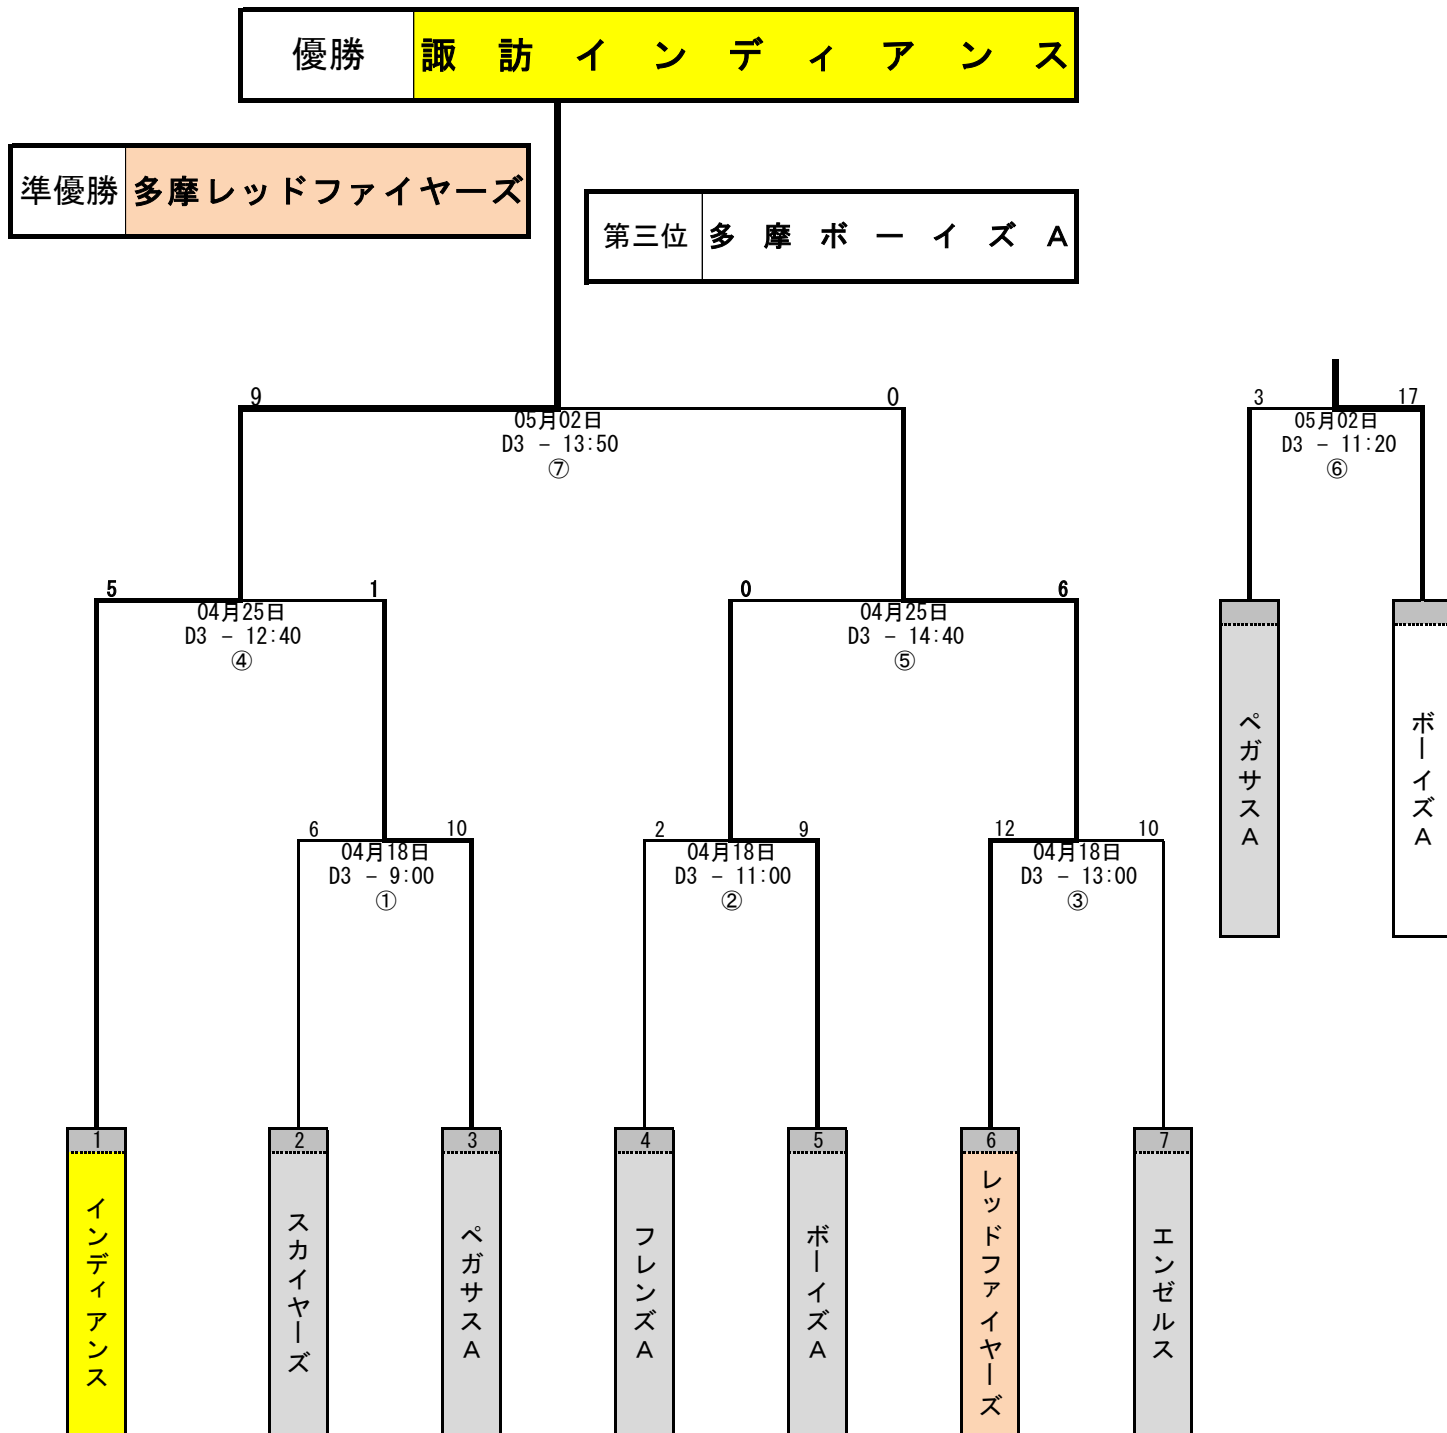 優勝 諏訪インディアンス
準優勝 多摩レッドファイヤーズ
第三位 多摩ボーイズA
9 0
05月02日
D3 - 13:50
⑦
3 17
05月02日
D3 - 11:20
⑥
5 1
04月25日
D3 - 12:40
④
0 6
04月25日
D3 - 14:40
⑤
ペガサスA
ボーイズA
6 10
04月18日
D3 - 9:00
①
2 9
04月18日
D3 - 11:00
②
12 10
04月18日
D3 - 13:00
③
1
インディアンス
2
スカイヤーズ
3
ペガサスA
4
フレンズA
5
ボーイズA
6
レッドファイヤーズ
7
エンゼルス